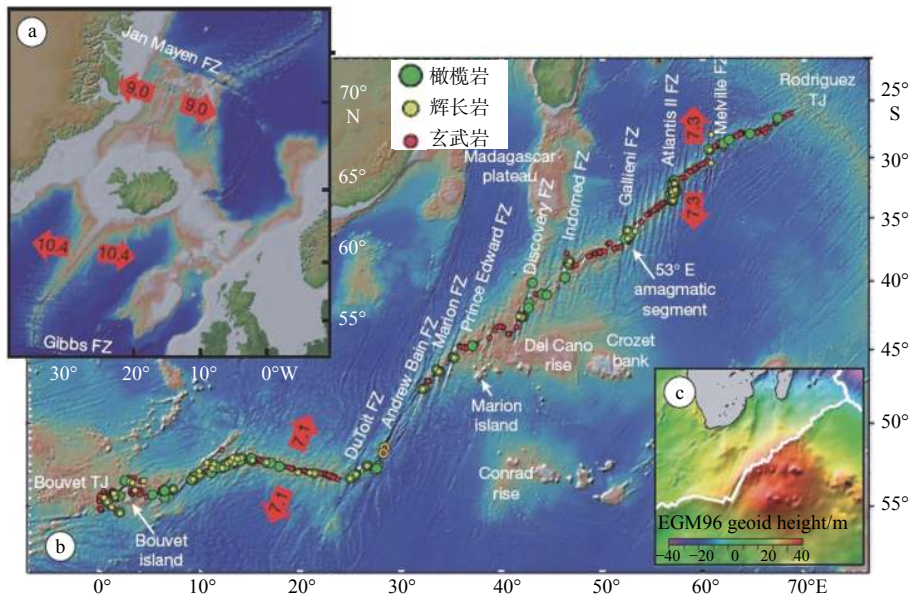 a
Jan Mayen FZ
9.0
9.0
10.4
10.4
Gibbs FZ
70°
N
65°
60°
55°
30°
20°
10°
0°W
橄榄岩
辉长岩
玄武岩
Madagascar
plateau
Discovery FZ
Indomed FZ
Gallieni FZ
Atlantis II FZ
Melville FZ
7.3
7.3
Rodriguez
TJ
25°
S
30°
35°
40°
45°
50°
55°
53° E
amagmatic
segment
Prince Edward FZ
Marion FZ
Andrew Bain FZ
DuToit FZ
Del Cano
rise
Crozet
bank
Marion
island
Conrad
rise
7.1
7.1
Bouvet TJ
Bouvet
island
b
c
EGM96 geoid height/m
−40
−20
0
20
40
0°
10°
20°
30°
40°
50°
60°
70°E